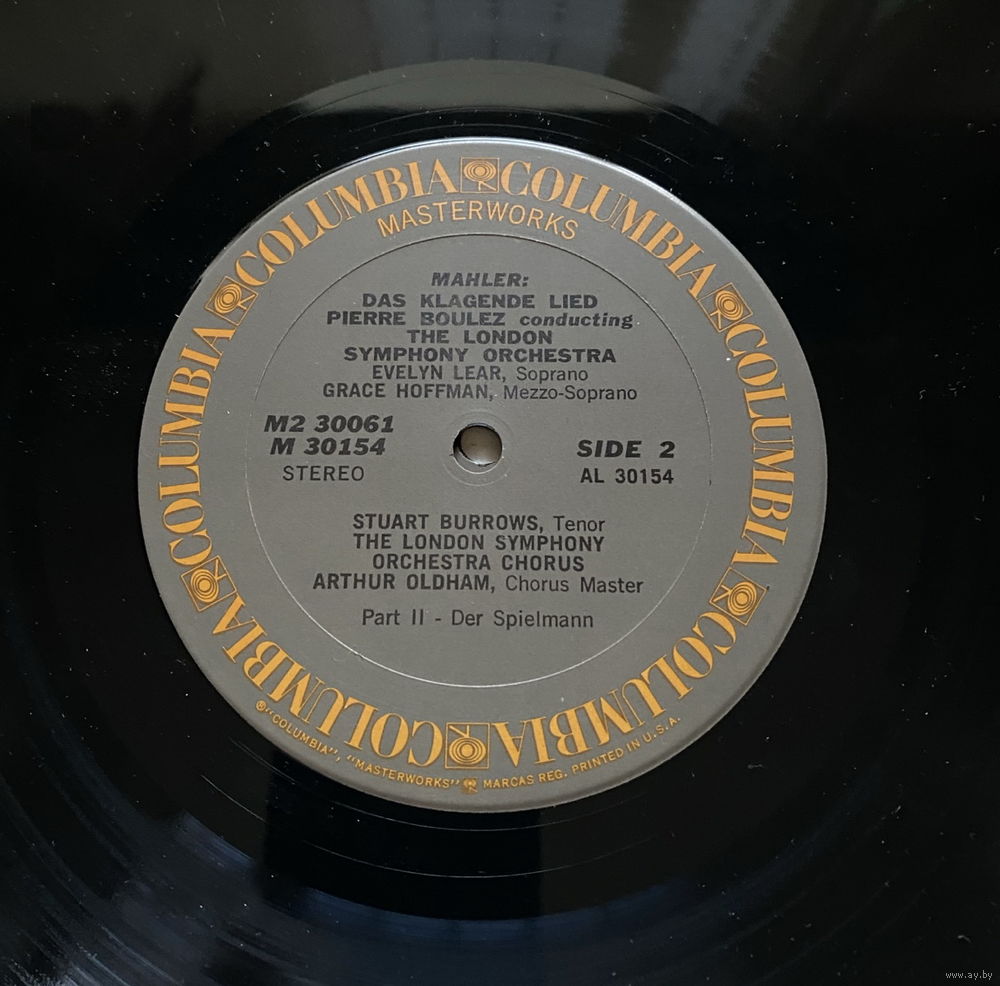 COLUMBIA COLUMBIA COLUMBIA COLUMBIA COLUMBIA COLUMBIA COLUMBIA COLUMBIA
MASTERWORKS
MAHLER:
DAS KLAGENDE LIED
PIERRE BOULEZ conducting
THE LONDON
SYMPHONY ORCHESTRA
EVELYN LEAR, Soprano
GRACE HOFFMAN, Mezzo-Soprano
M2 30061
M 30154
STEREO
SIDE 2
AL 30154
STUART BURROWS, Tenor
THE LONDON SYMPHONY
ORCHESTRA CHORUS
ARTHUR OLDHAM, Chorus Master
Part II - Der Spielmann
®"COLUMBIA", "MASTERWORKS" MARCAS REG. PRINTED IN U.S.A.
www.ay.by